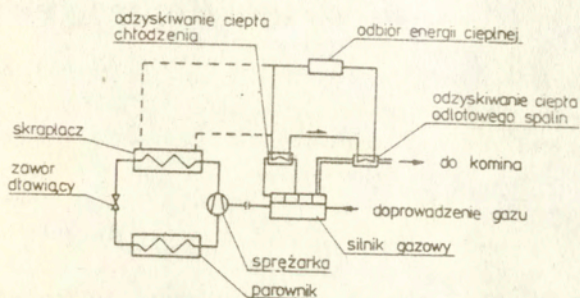 odzyskiwanie ciepła
chłodzenia
odbiór energii cieplnej
odzyskiwanie ciepła
odlotowego spalin
skraplacz
do komina
zawór
dławiący
doprowadzenie gazu
silnik gazowy
sprężarka
parownik